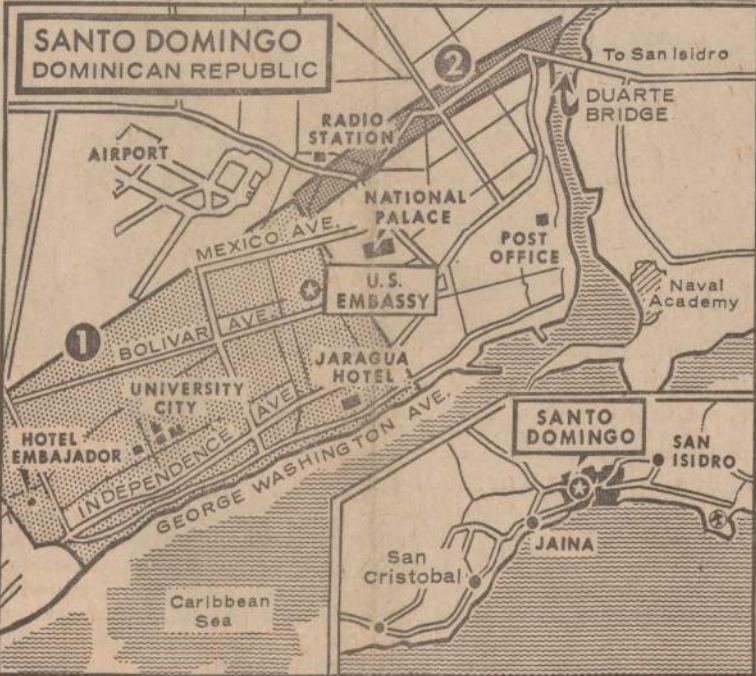 SANTO DOMINGO
DOMINICAN REPUBLIC
2
To San Isidro
DUARTE
BRIDGE
RADIO
STATION
AIRPORT
NATIONAL
PALACE
MEXICO AVE.
POST
OFFICE
U.S.
EMBASSY
Naval
Academy
1
BOLIVAR AVE.
JARAGUA
HOTEL
UNIVERSITY
CITY
HOTEL
EMBAJADOR
INDEPENDENCE AVE.
GEORGE WASHINGTON AVE.
SANTO
DOMINGO
SAN
ISIDRO
JAINA
San
Cristobal
Caribbean
Sea